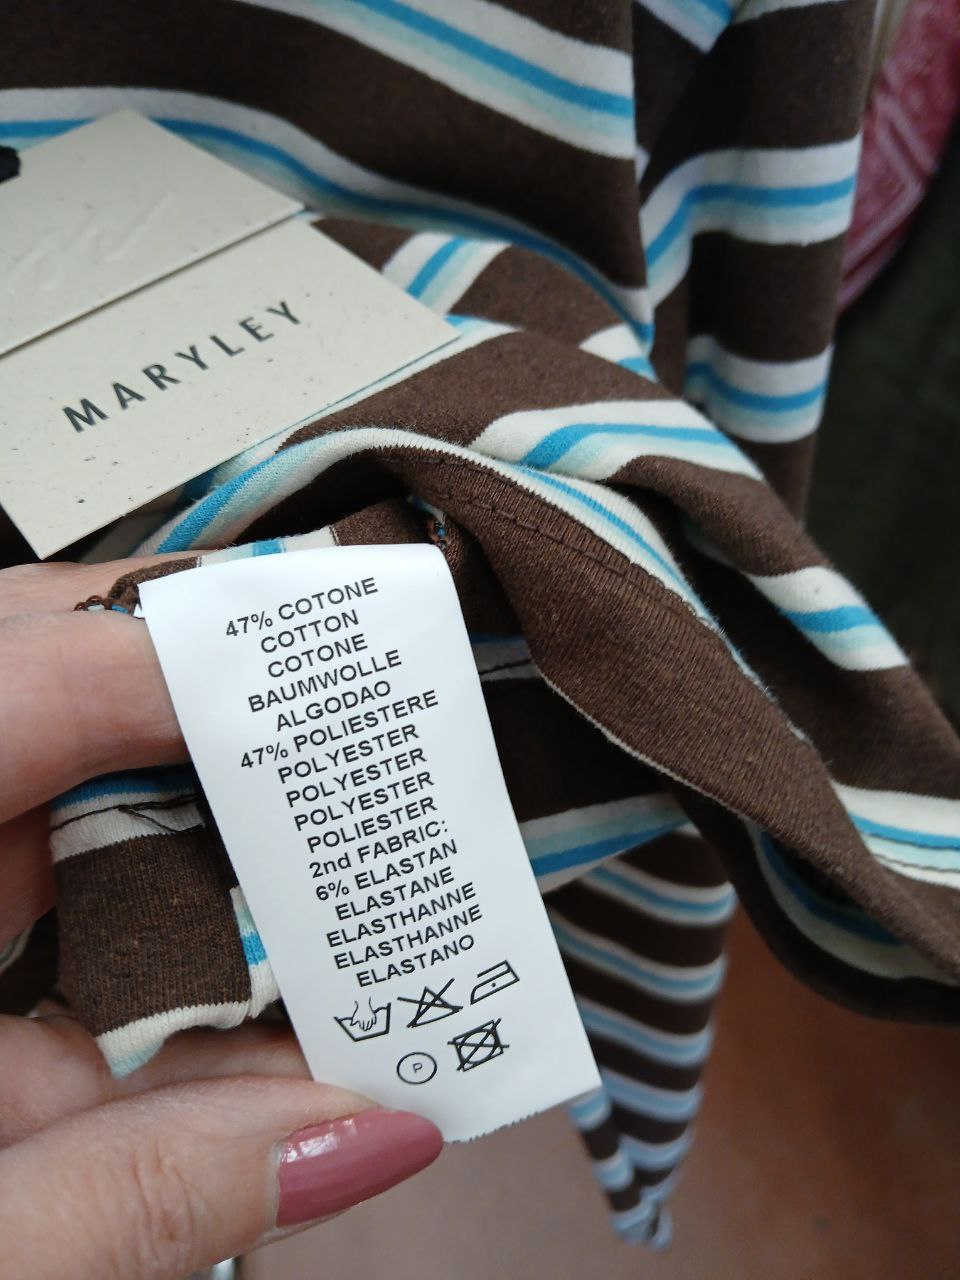 MARYLEY
47% COTONE
COTTON
COTONE
BAUMWOLLE
ALGODAO
47% POLIESTERE
POLYESTER
POLYESTER
POLYESTER
POLIESTER
2nd FABRIC:
6% ELASTAN
ELASTANE
ELASTHANNE
ELASTHANNE
ELASTANO
P